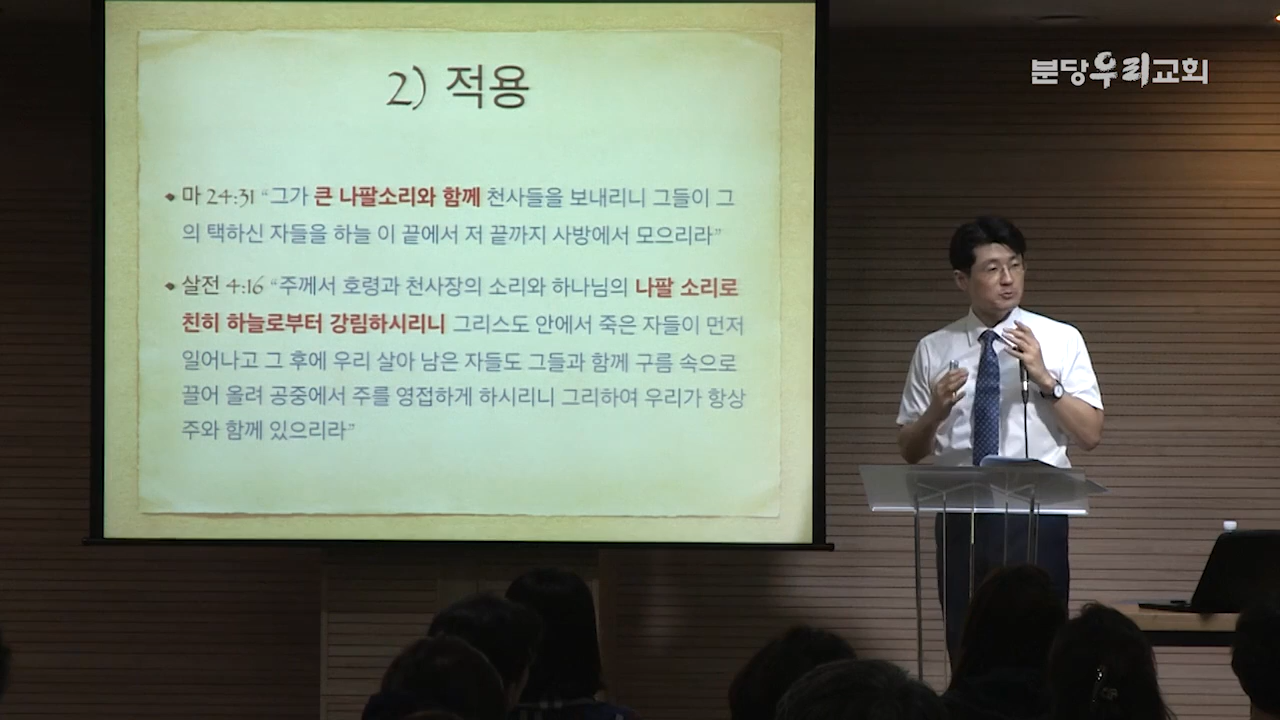 분당우리교회
2) 적용
마 24:31 “그가 큰 나팔소리와 함께 천사들을 보내리니 그들이 그
의 택하신 자들을 하늘 이 끝에서 저 끝까지 사방에서 모으리라”
살전 4:16 “주께서 호령과 천사장의 소리와 하나님의 나팔 소리로
친히 하늘로부터 강림하시리니 그리스도 안에서 죽은 자들이 먼저
일어나고 그 후에 우리 살아 남은 자들도 그들과 함께 구름 속으로
끌어 올려 공중에서 주를 영접하게 하시리니 그리하여 우리가 항상
주와 함께 있으리라”